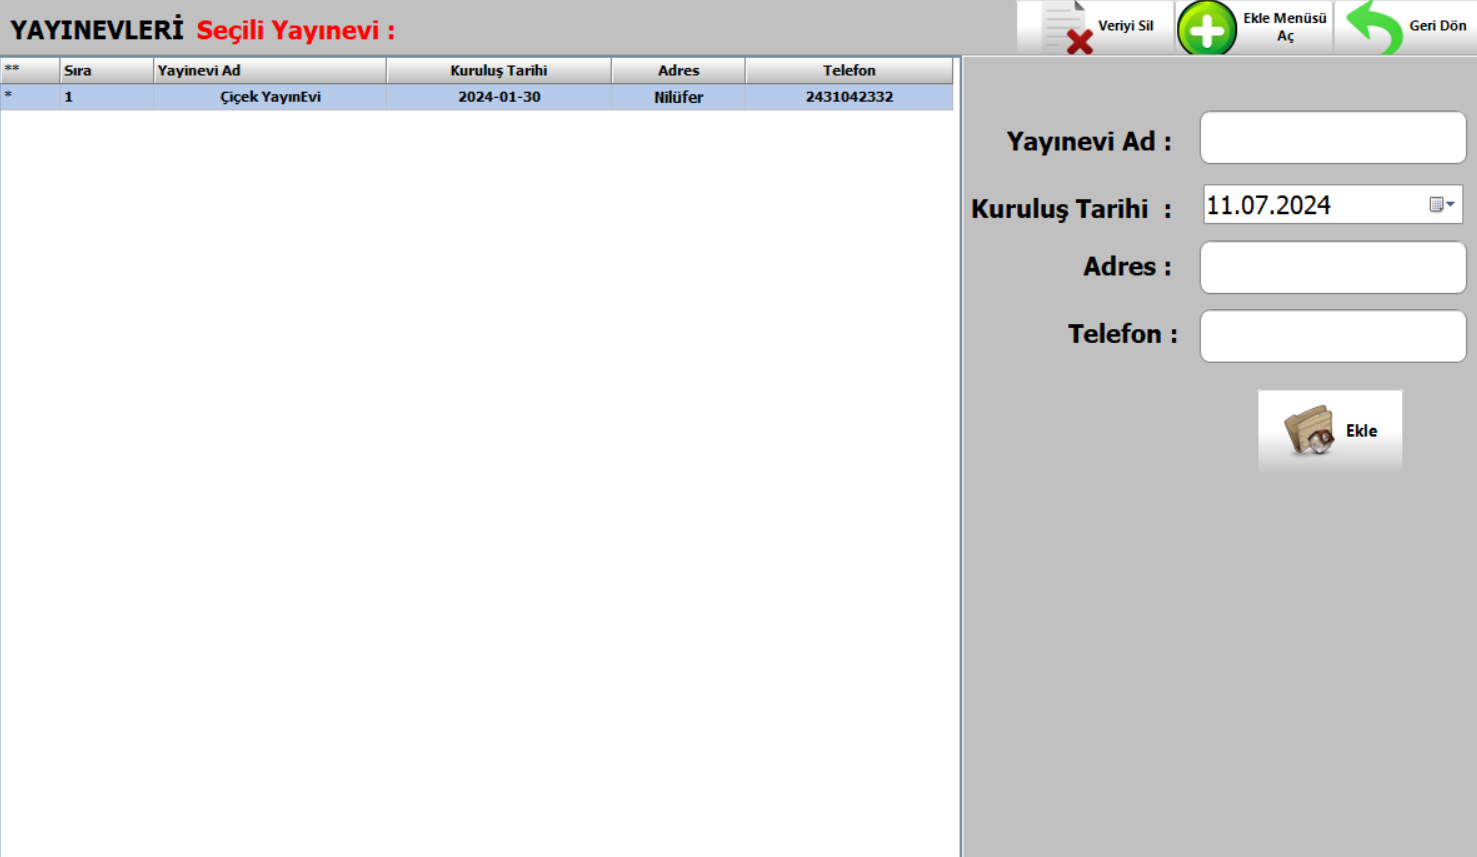 YAYINEVLERİ Seçili Yayınevi :
Veriyi Sil
Ekle Menüsü
Aç
Geri Dön
** Sıra Yayinevi Ad Kuruluş Tarihi Adres Telefon
* 1 Çiçek YayınEvi 2024-01-30 Nilüfer 2431042332
Yayınevi Ad :
Kuruluş Tarihi : 11.07.2024
Adres :
Telefon :
Ekle